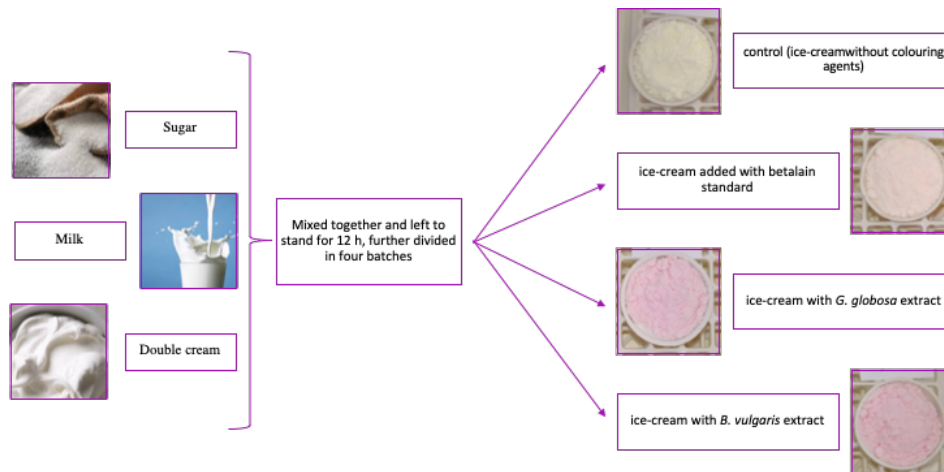 Sugar
Milk
Double cream
Mixed together and left to
stand for 12 h, further divided
in four batches
control (ice-creamwithout colouring
agents)
ice-cream added with betalain
standard
ice-cream with G. globosa extract
ice-cream with B. vulgaris extract